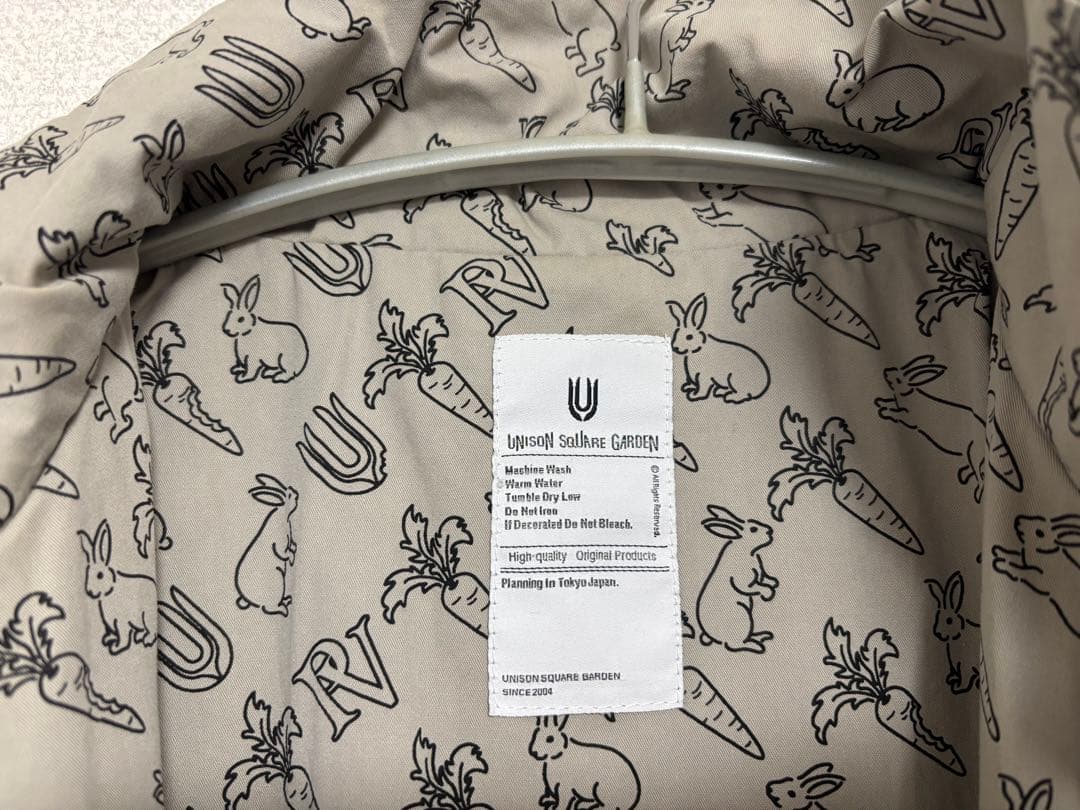 UNISON SQUARE GARDEN
Machine Wash
Warm Water
Tumble Dry Low
Do Not Iron
If Decorated Do Not Bleach.
© All Rights Reserved.
High-quality Original Products
Planning In Tokyo Japan.
UNISON SQUARE GARDEN
SINCE 2004